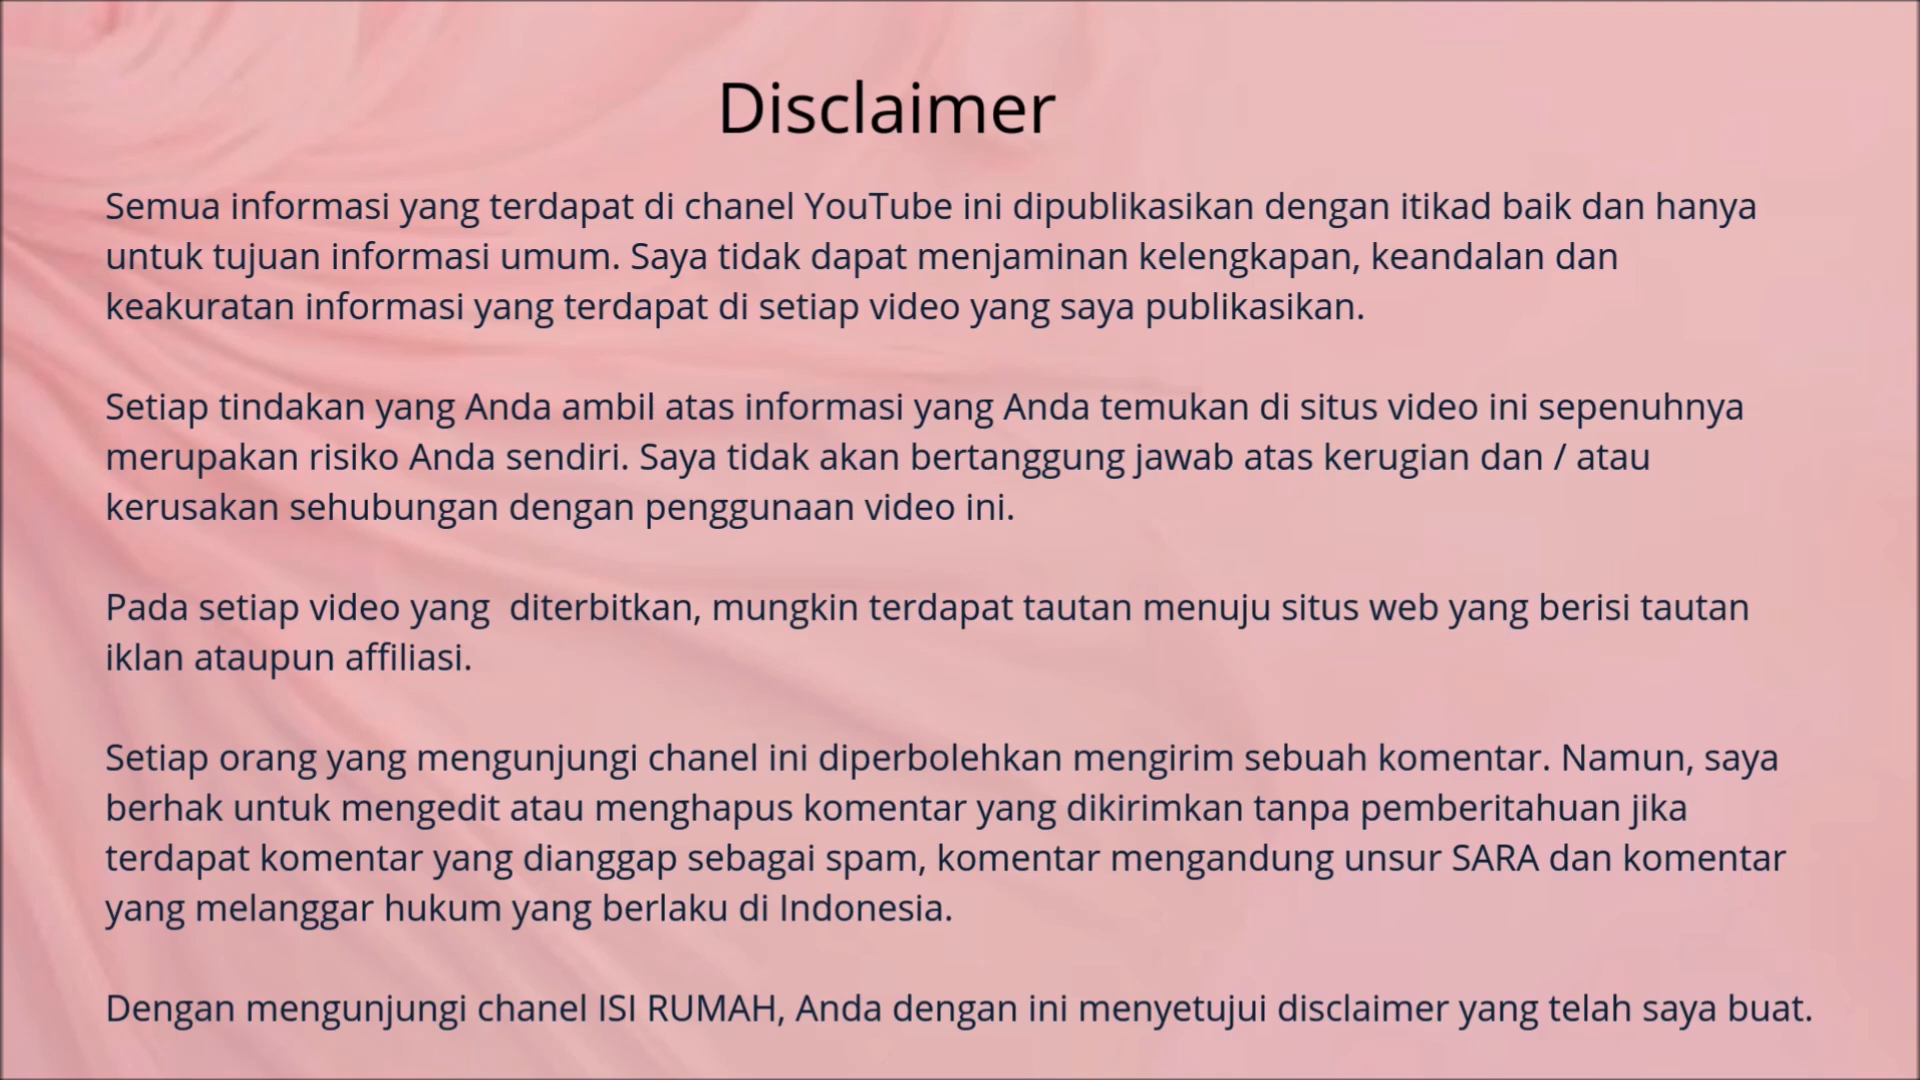 Disclaimer
Semua informasi yang terdapat di chanel YouTube ini dipublikasikan dengan itikad baik dan hanya
untuk tujuan informasi umum. Saya tidak dapat menjaminan kelengkapan, keandalan dan
keakuratan informasi yang terdapat di setiap video yang saya publikasikan.
Setiap tindakan yang Anda ambil atas informasi yang Anda temukan di situs video ini sepenuhnya
merupakan risiko Anda sendiri. Saya tidak akan bertanggung jawab atas kerugian dan / atau
kerusakan sehubungan dengan penggunaan video ini.
Pada setiap video yang  diterbitkan, mungkin terdapat tautan menuju situs web yang berisi tautan
iklan ataupun affiliasi.
Setiap orang yang mengunjungi chanel ini diperbolehkan mengirim sebuah komentar. Namun, saya
berhak untuk mengedit atau menghapus komentar yang dikirimkan tanpa pemberitahuan jika
terdapat komentar yang dianggap sebagai spam, komentar mengandung unsur SARA dan komentar
yang melanggar hukum yang berlaku di Indonesia.
Dengan mengunjungi chanel ISI RUMAH, Anda dengan ini menyetujui disclaimer yang telah saya buat.